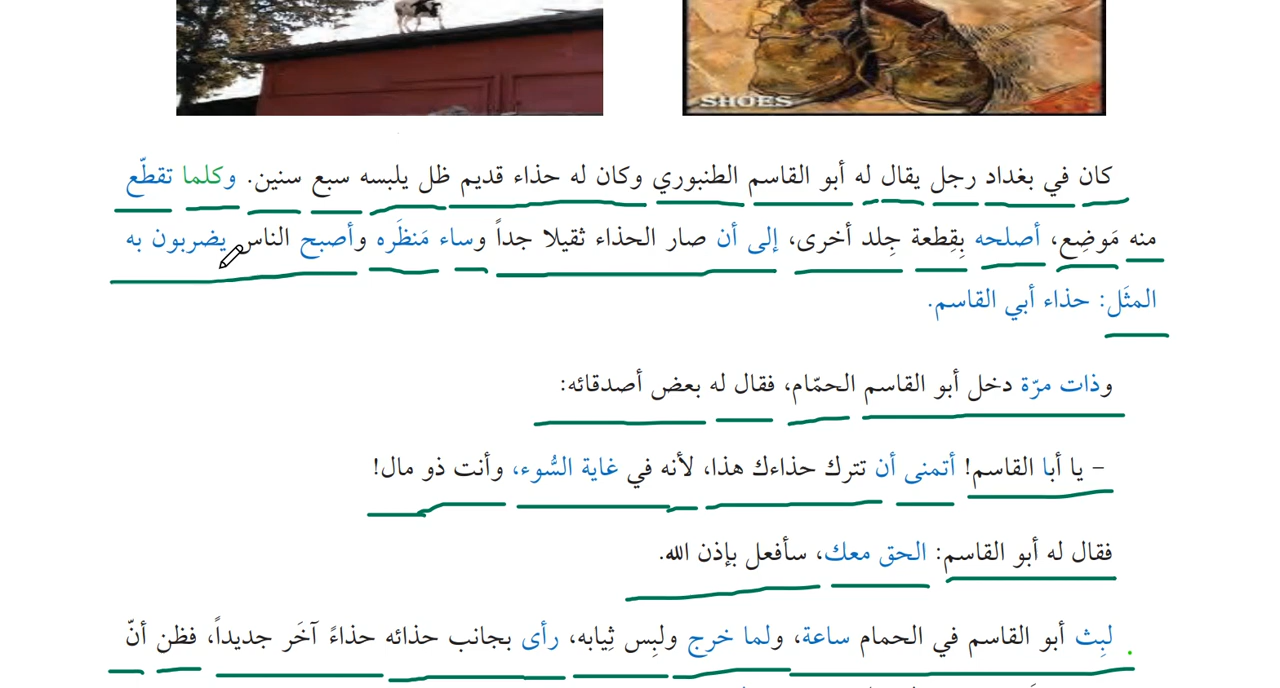 SHOES
كان في بغداد رجل يقال له أبو القاسم الطنبوري وكان له حذاء قديم ظل يلبسه سبع سنين. وكلما تقطّع
منه مَوضِع، أصلحه بِقِطعة جِلد أخرى، إلى أن صار الحذاء ثقيلا جداً وساء مَنظَره وأصبح الناس يضربون به
المثَل: حذاء أبي القاسم.
وذات مرّة دخل أبو القاسم الحمّام، فقال له بعض أصدقائه:
– يا أبا القاسم! أتمنى أن تترك حذاءك هذا، لأنه في غاية السُّوء، وأنت ذو مال!
فقال له أبو القاسم: الحق معك، سأفعل بإذن الله.
لبِث أبو القاسم في الحمام ساعة، ولما خرج ولبِس ثِيابه، رأى بجانب حذائه حذاءً آخَر جديداً، فظن أنّ